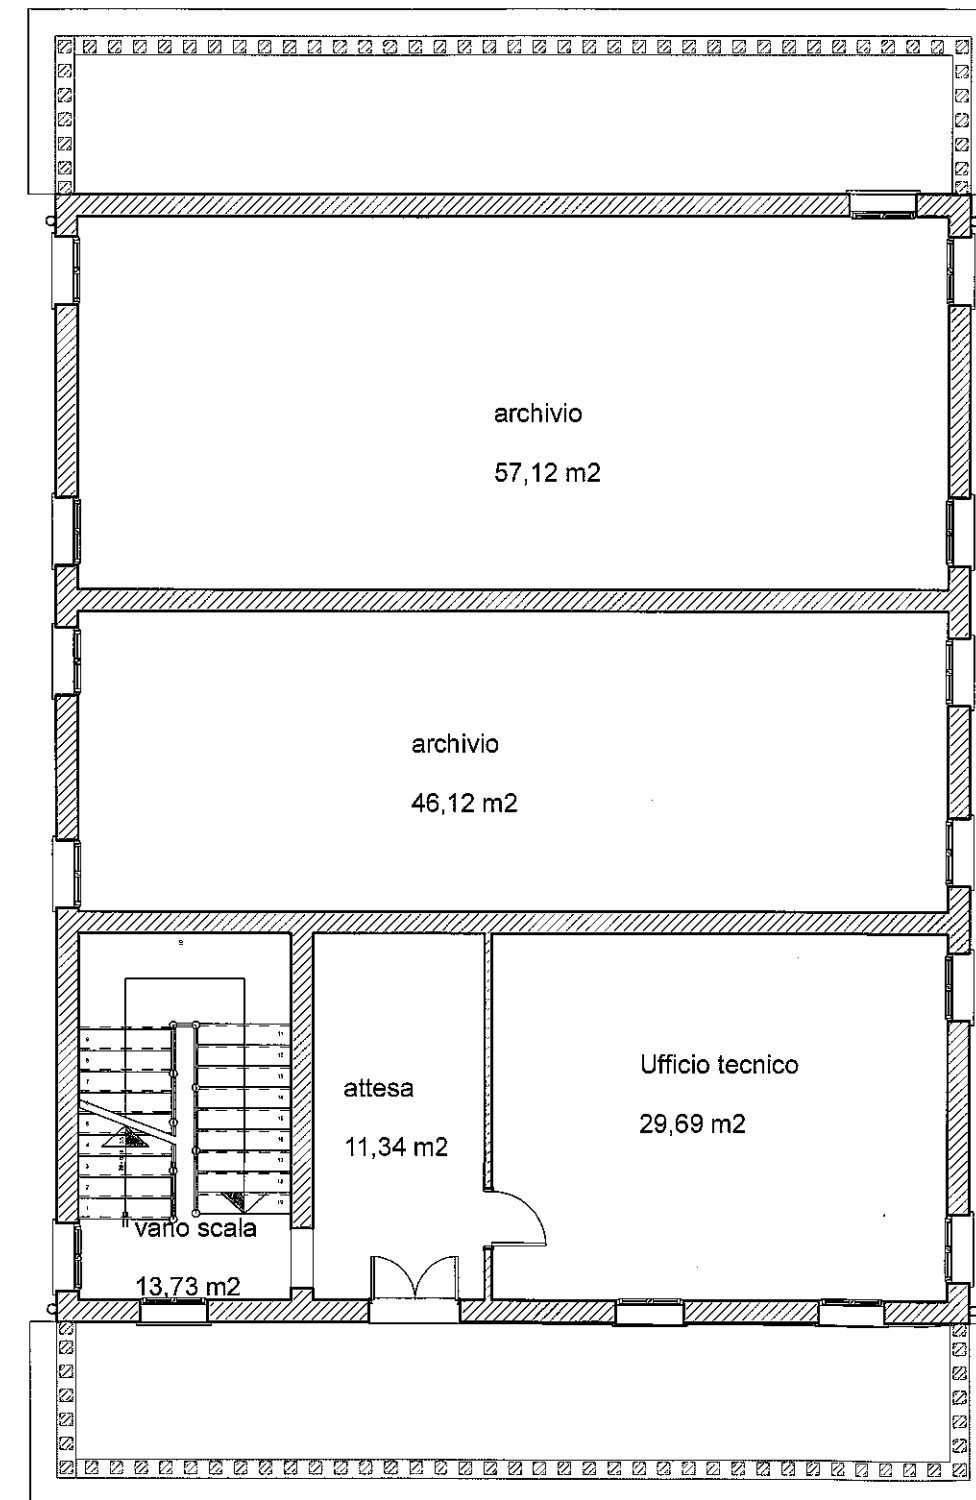 archivio
57,12 m2
archivio
46,12 m2
attesa
11,34 m2
Ufficio tecnico
29,69 m2
vano scala
13,73 m2